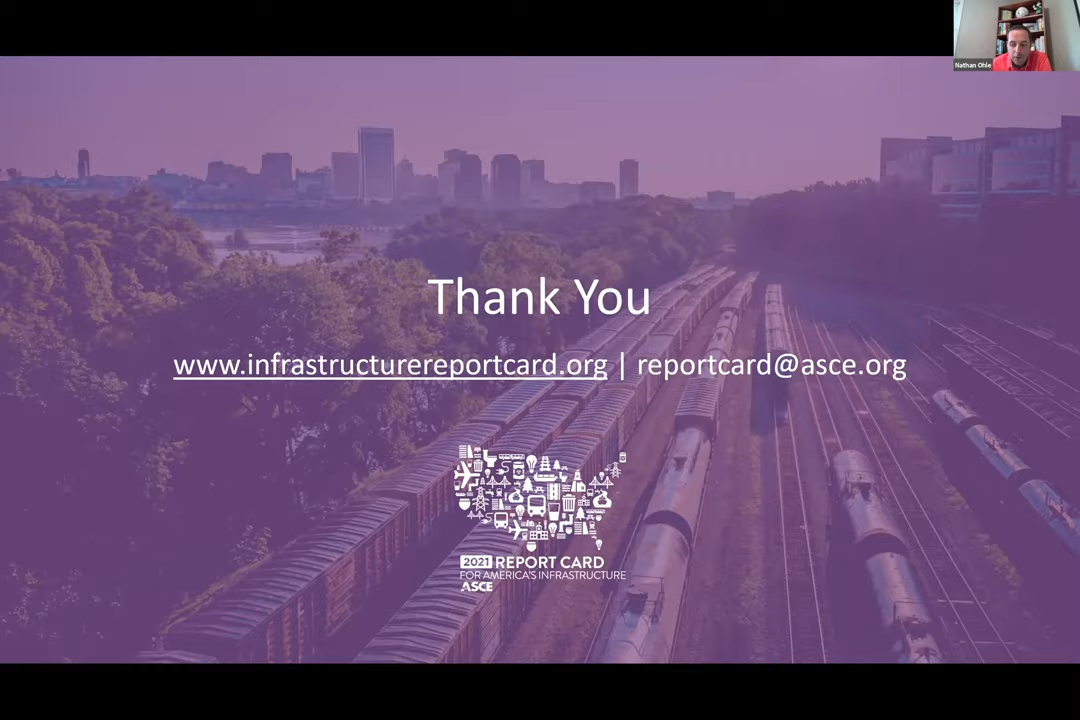 Nathan Ohle
Thank You
www.infrastructurereportcard.org | reportcard@asce.org
2021 REPORT CARD
FOR AMERICA'S INFRASTRUCTURE
ASCE